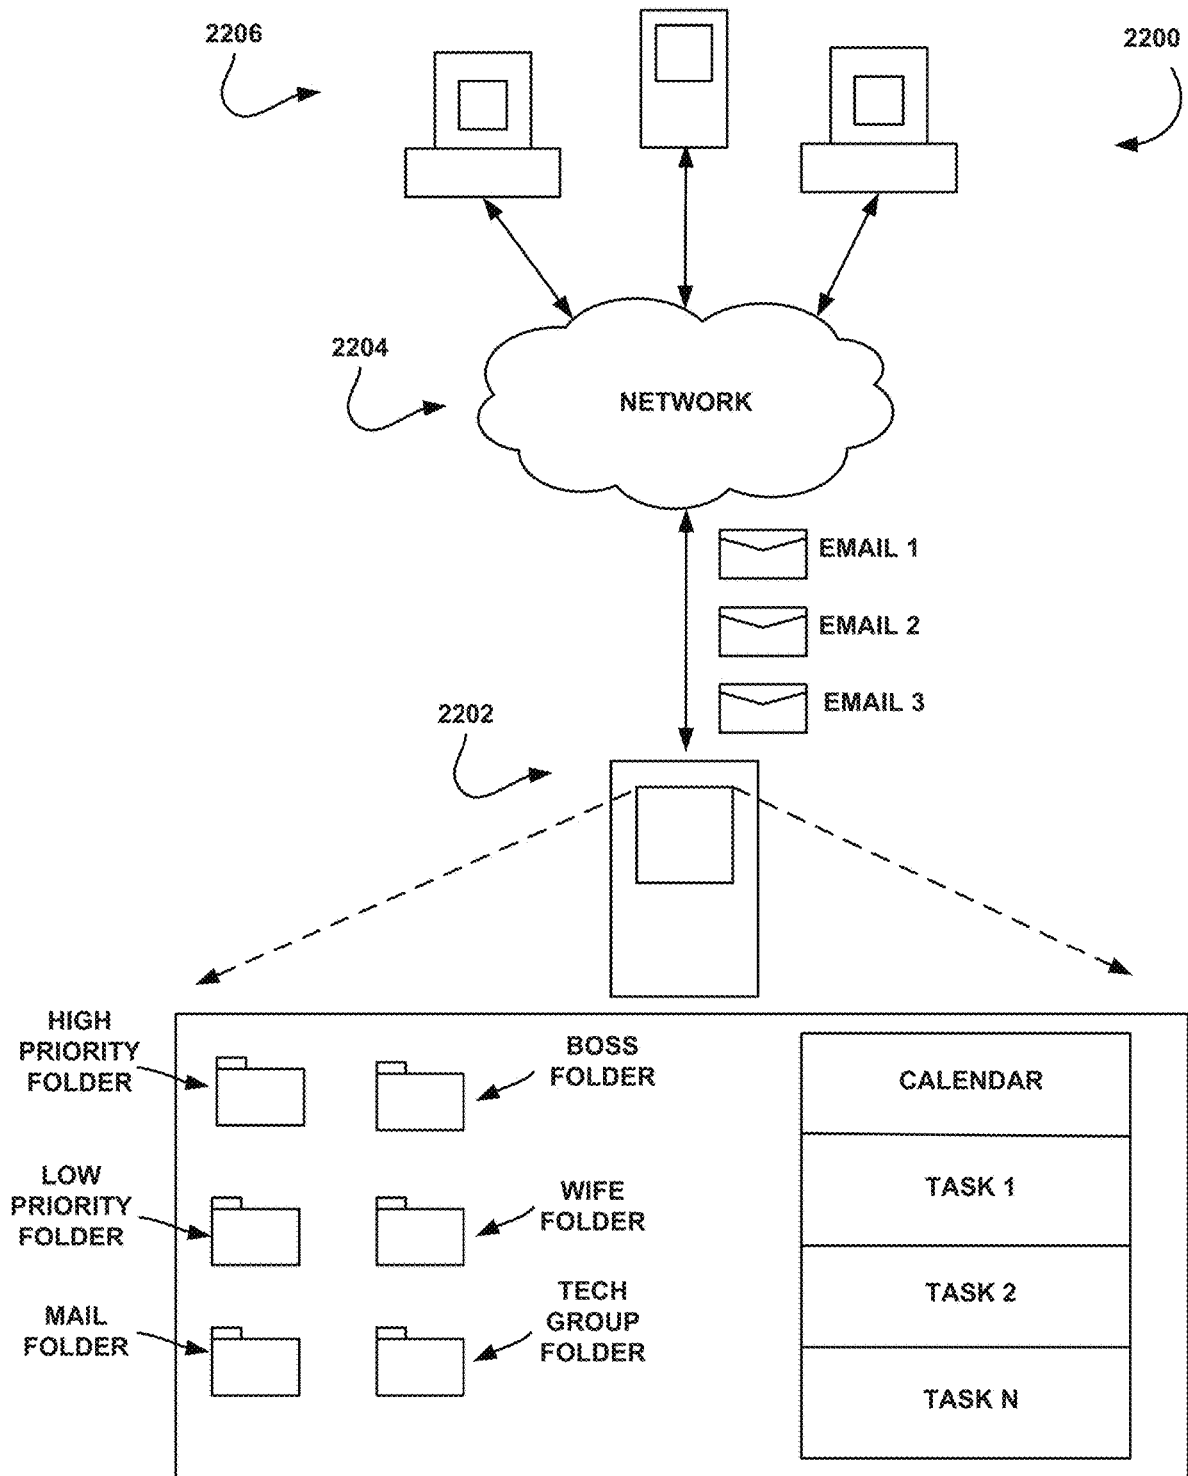 2206
2200
2204
NETWORK
EMAIL 1
EMAIL 2
EMAIL 3
2202
HIGH
PRIORITY
FOLDER
BOSS
FOLDER
CALENDAR
LOW
PRIORITY
FOLDER
WIFE
FOLDER
TASK 1
MAIL
FOLDER
TECH
GROUP
FOLDER
TASK 2
TASK N